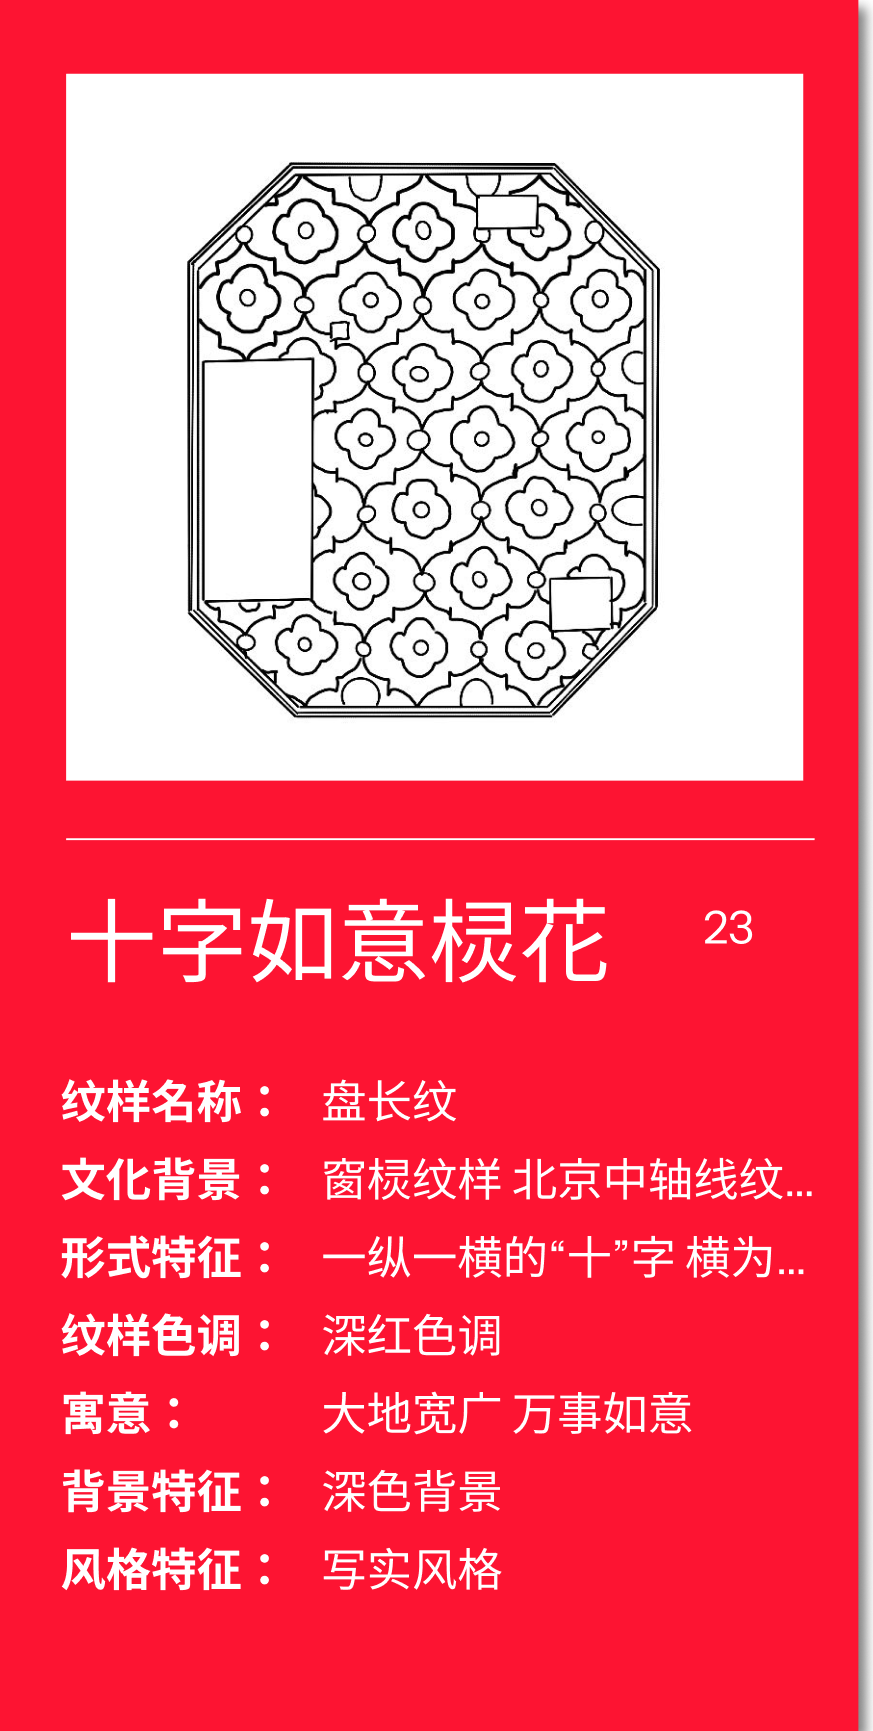 十字如意棂花 23
纹样名称： 盘长纹
文化背景： 窗棂纹样 北京中轴线纹...
形式特征： 一纵一横的“十”字 横为...
纹样色调： 深红色调
寓意： 大地宽广 万事如意
背景特征： 深色背景
风格特征： 写实风格